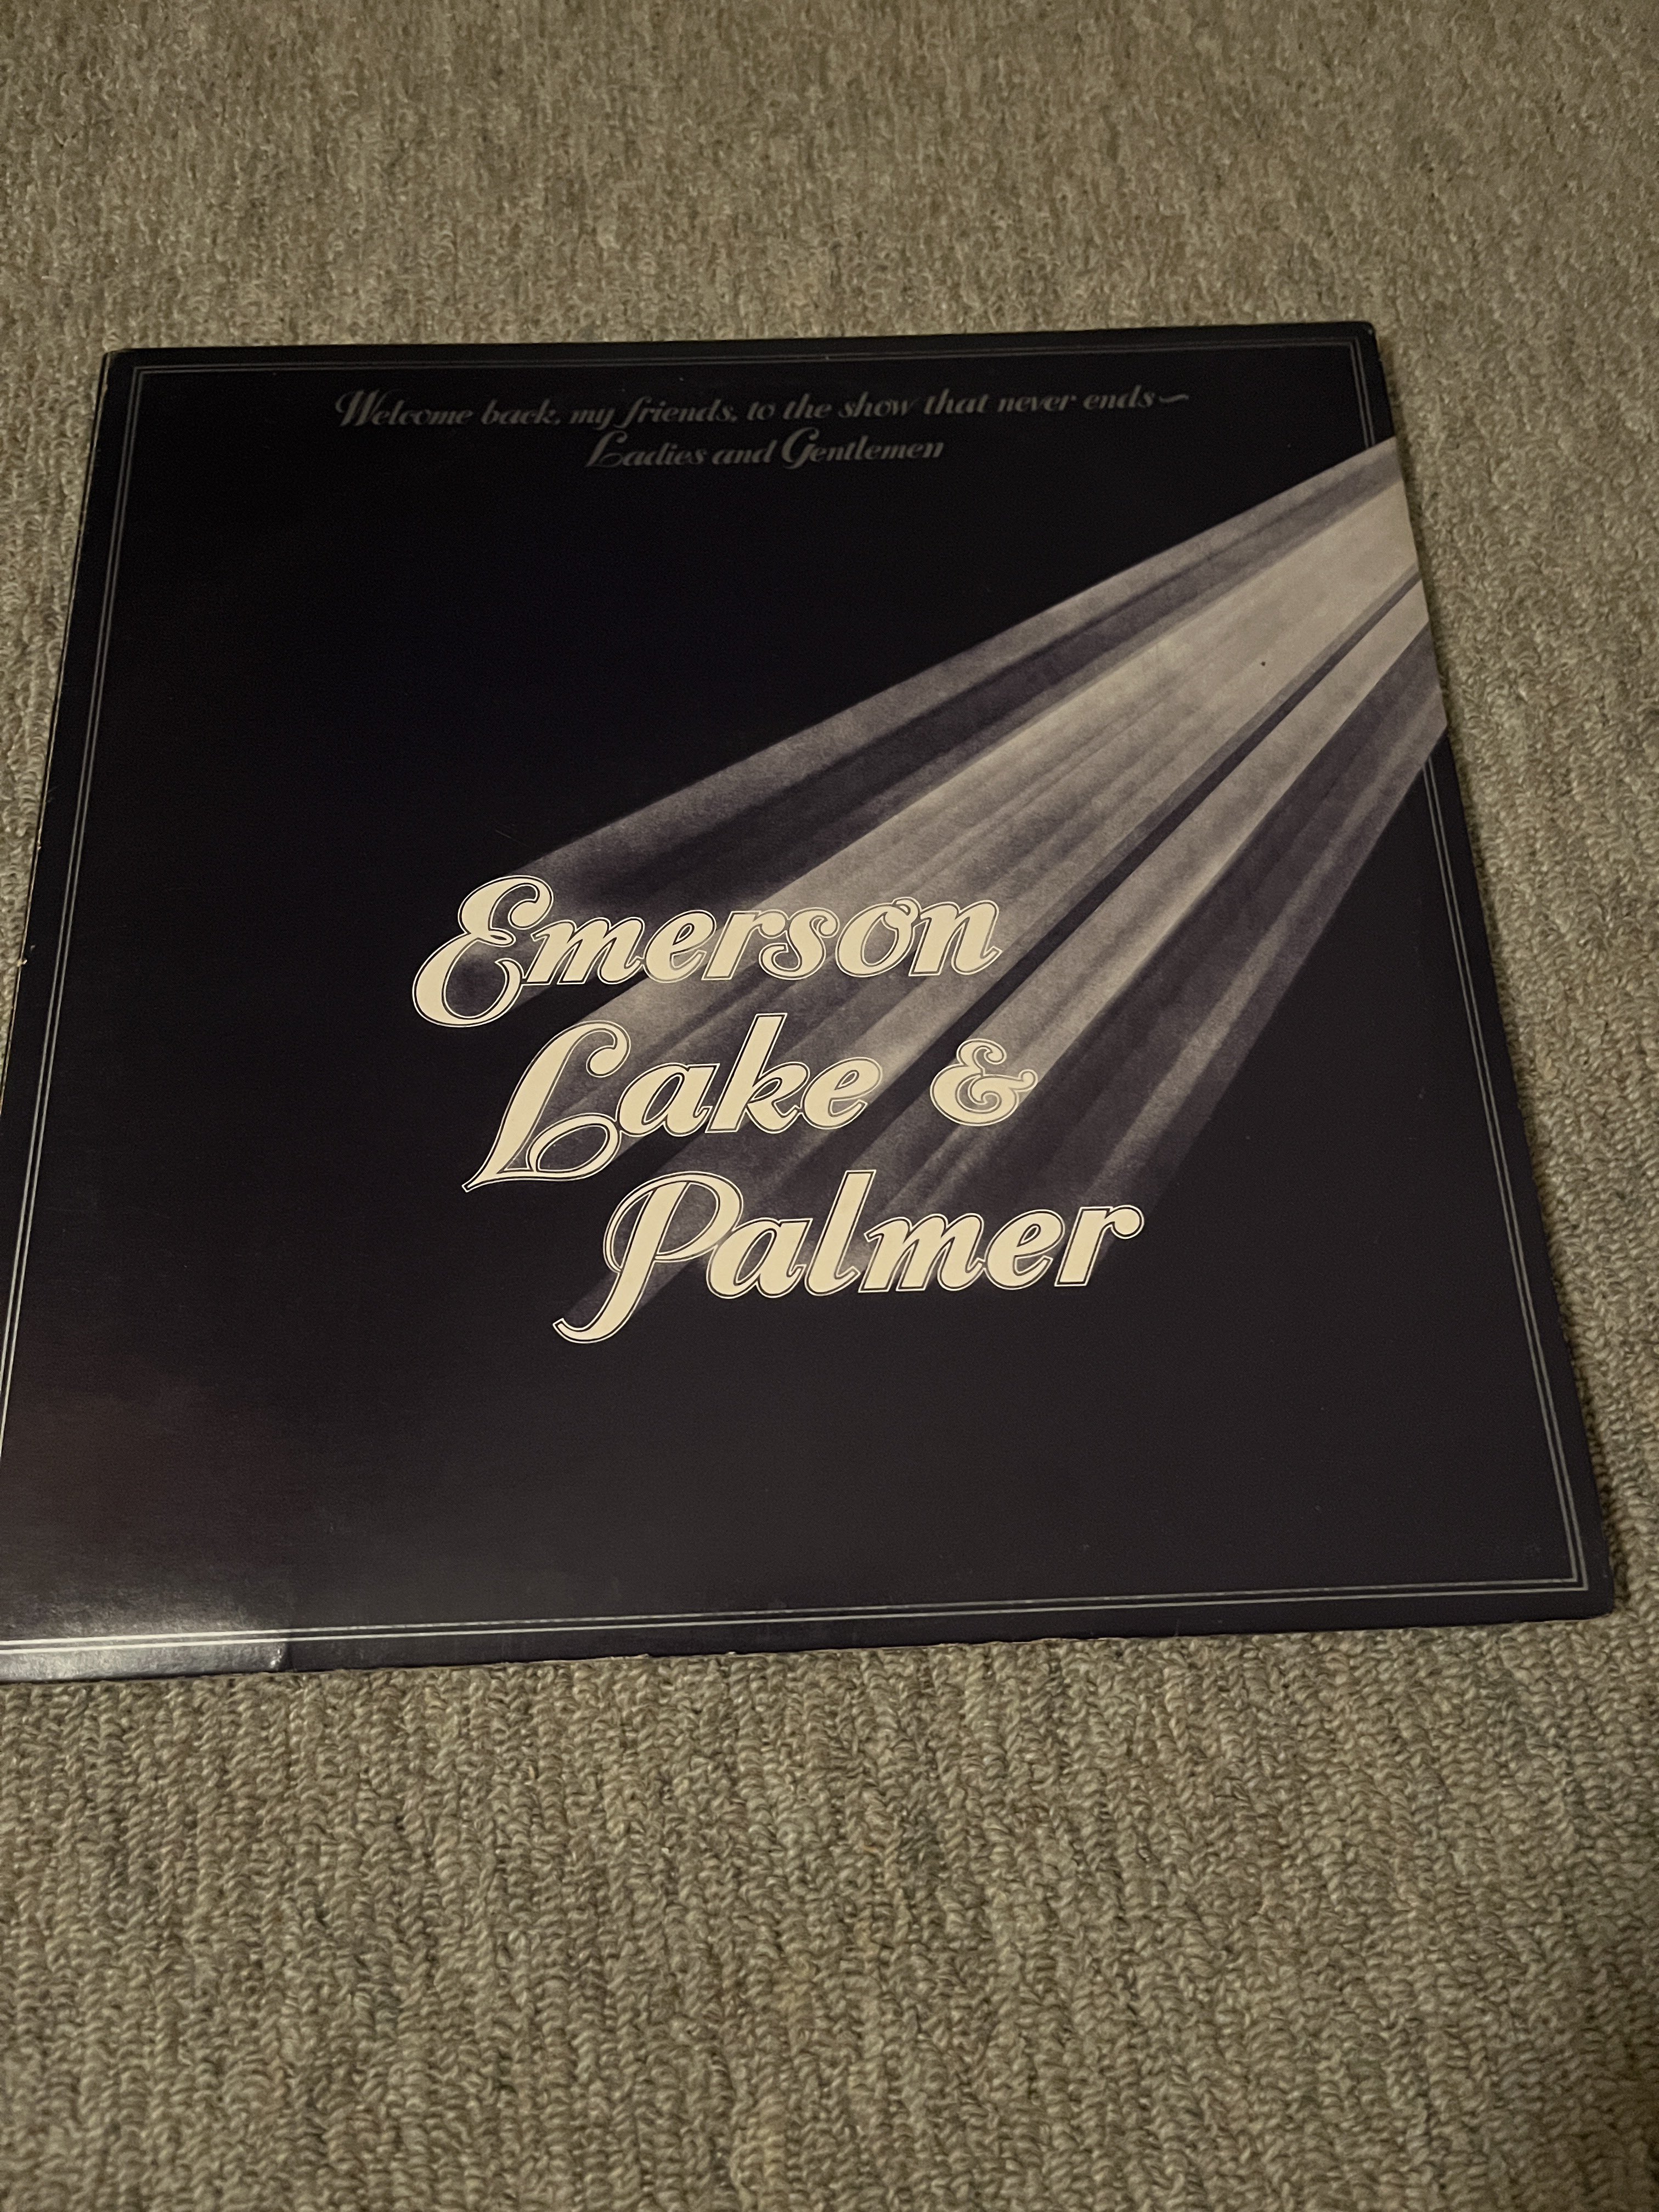 Welcome back, my friends, to the show that never ends~
Ladies and Gentlemen
Emerson
Lake &
Palmer